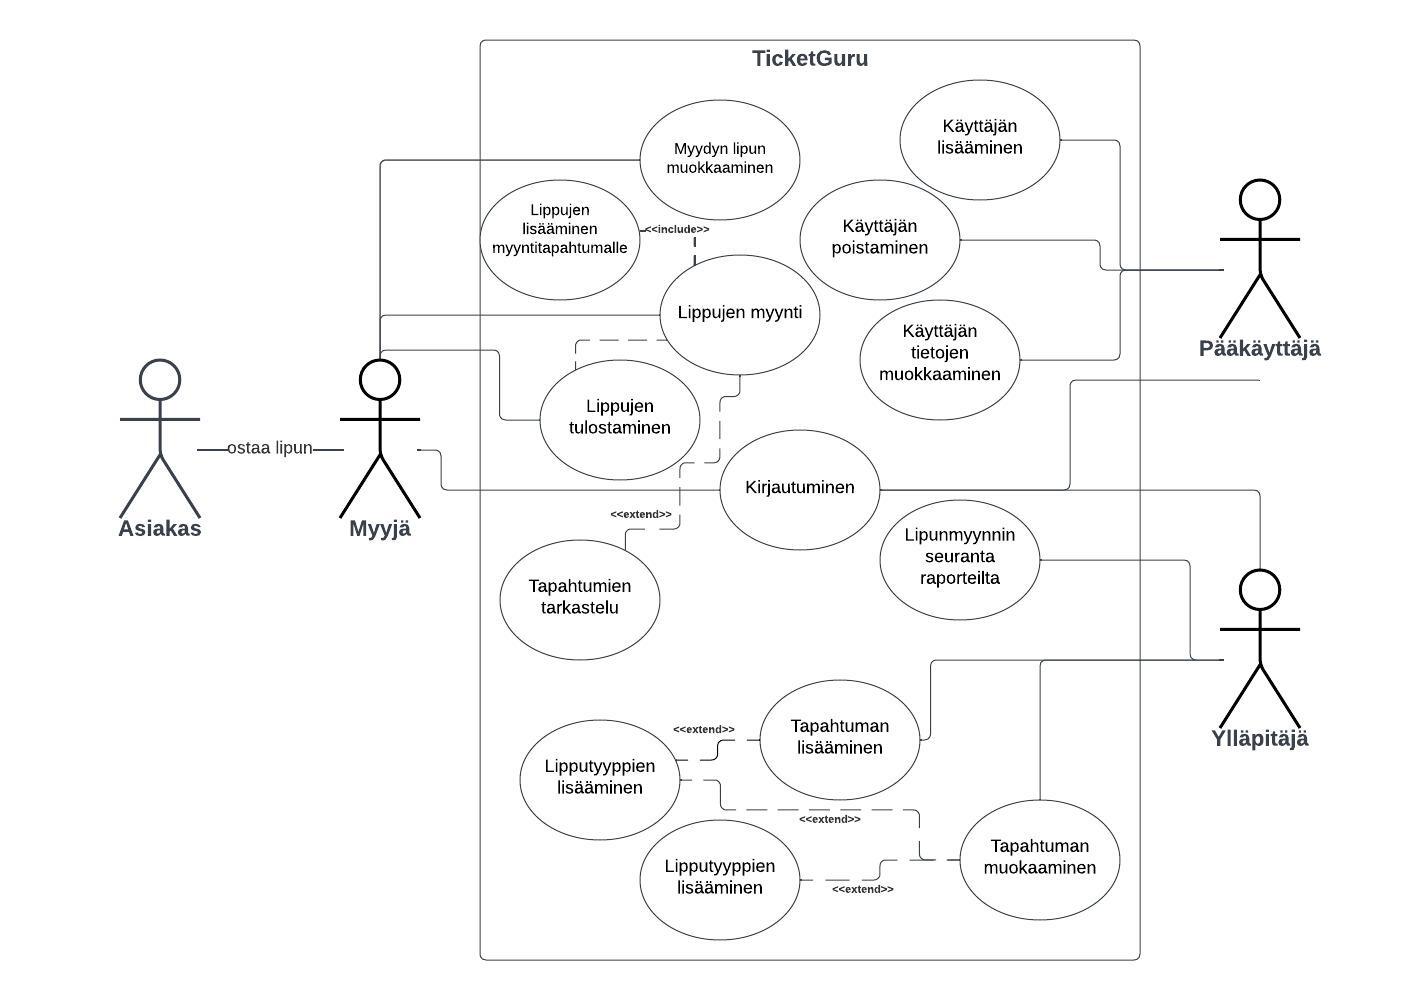 TicketGuru
Käyttäjän
lisääminen
Myydyn lipun
muokkaaminen
Lippujen
lisääminen
myyntitapahtumalle
<<include>>
Käyttäjän
poistaminen
Lippujen myynti
Käyttäjän
tietojen
muokkaaminen
Pääkäyttäjä
Lippujen
tulostaminen
ostaa lipun
Asiakas
Myyjä
Kirjautuminen
<<extend>>
Lipunmyynnin
seuranta
raporteilta
Tapahtumien
tarkastelu
Ylläpitäjä
<<extend>>
Tapahtuman
lisääminen
Lipputyyppien
lisääminen
<<extend>>
Tapahtuman
muokaaminen
Lipputyyppien
lisääminen
<<extend>>